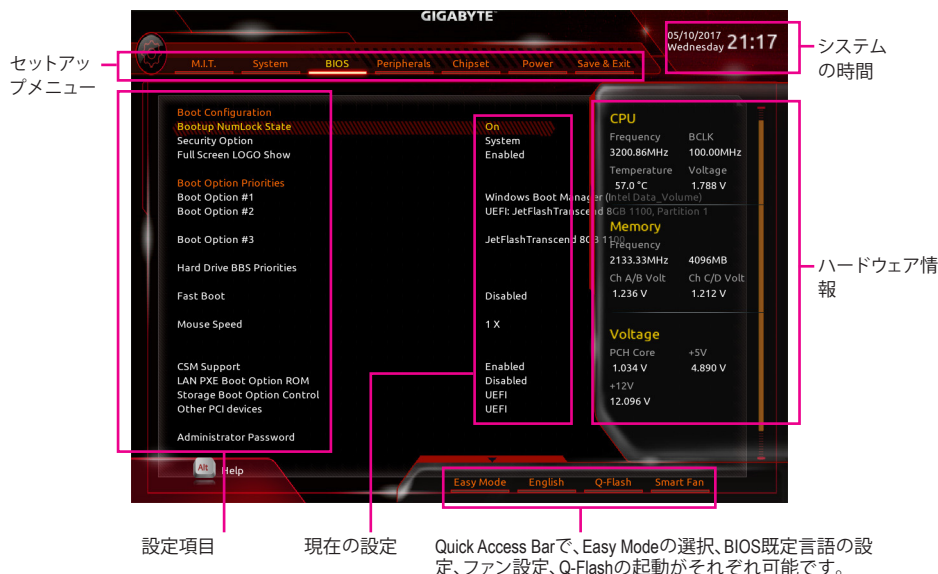 GIGABYTE
05/10/2017
Wednesday 21:17
システム
の時間
セットアッ
プメニュー
M.I.T. System BIOS Peripherals Chipset Power Save & Exit
Boot Configuration
Bootup NumLock State On
Security Option System
Full Screen LOGO Show Enabled
Boot Option Priorities
Boot Option #1 Windows Boot Manager (Intel Data_Volume)
Boot Option #2 UEFI: JetFlashTranscend 8GB 1100, Partition 1
Boot Option #3 JetFlashTranscend 8GB 1100
Hard Drive BBS Priorities
Fast Boot Disabled
Mouse Speed 1 X
CSM Support Enabled
LAN PXE Boot Option ROM Disabled
Storage Boot Option Control UEFI
Other PCI devices UEFI
Administrator Password
CPU
Frequency BCLK
3200.86MHz 100.00MHz
Temperature Voltage
57.0 °C 1.788 V
Memory
Frequency
2133.33MHz 4096MB
Ch A/B Volt Ch C/D Volt
1.236 V 1.212 V
Voltage
PCH Core +5V
1.034 V 4.890 V
+12V
12.096 V
ハードウェア情
報
Alt Help
Easy Mode English Q-Flash Smart Fan
設定項目
現在の設定
Quick Access Barで、Easy Modeの選択、BIOS既定言語の設
定、ファン設定、Q-Flashの起動がそれぞれ可能です。